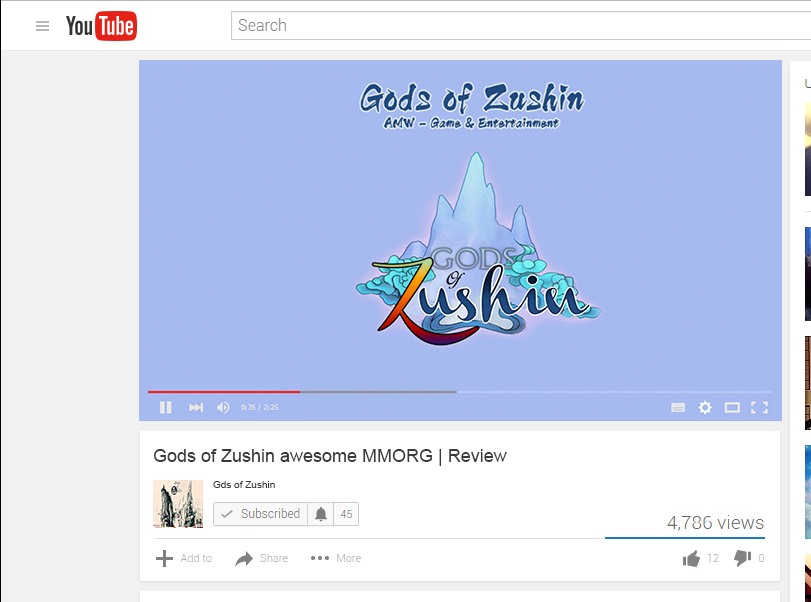 YouTube
Search
Gods of Zushin
AMW - Game & Entertainment
GODS
of
Zushin
0:35 / 2:25
Gods of Zushin awesome MMORG | Review
Gds of Zushin
Subscribed
45
4,786 views
Add to
Share
More
12
0